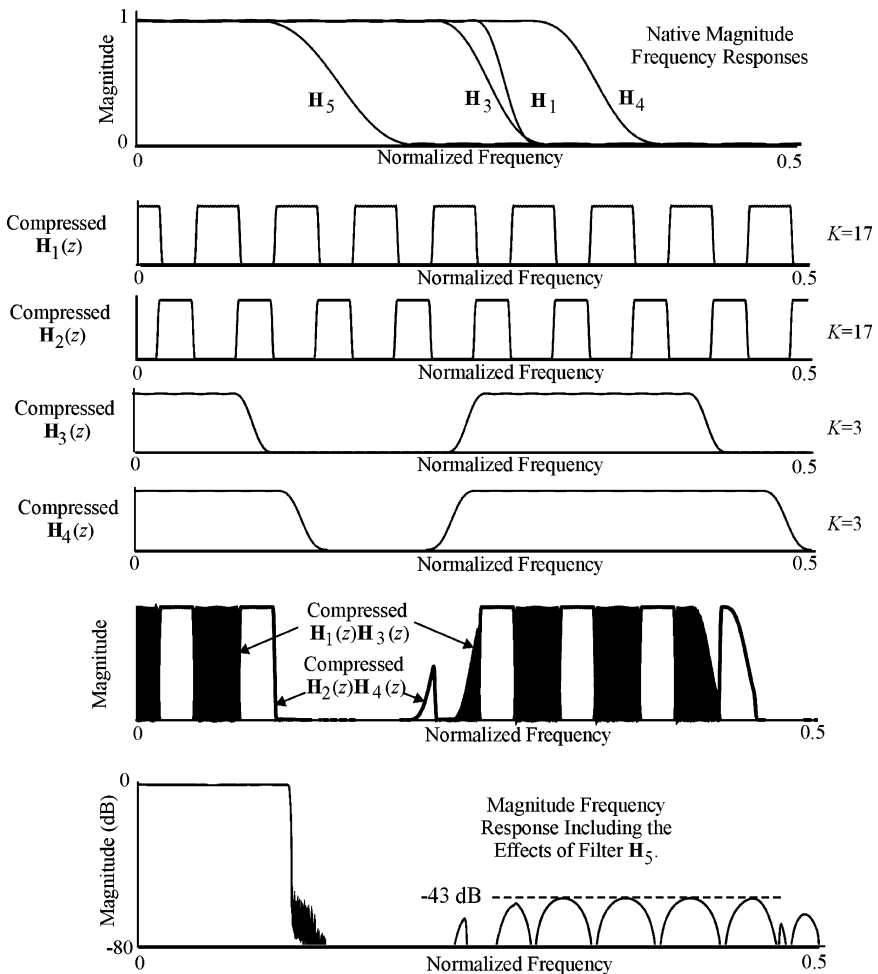 1
Native Magnitude
Frequency Responses
Magnitude
H5
H3
H1
H4
0
0
Normalized Frequency
0.5
Compressed
H1(z)
K=17
0
Normalized Frequency
0.5
Compressed
H2(z)
K=17
0
Normalized Frequency
0.5
Compressed
H3(z)
K=3
0
Normalized Frequency
0.5
Compressed
H4(z)
K=3
0
Normalized Frequency
0.5
Magnitude
Compressed
H1(z)H3(z)
Compressed
H2(z)H4(z)
0
Normalized Frequency
0.5
0
Magnitude (dB)
Magnitude Frequency
Response Including the
Effects of Filter H5.
-43 dB
-80
0
Normalized Frequency
0.5